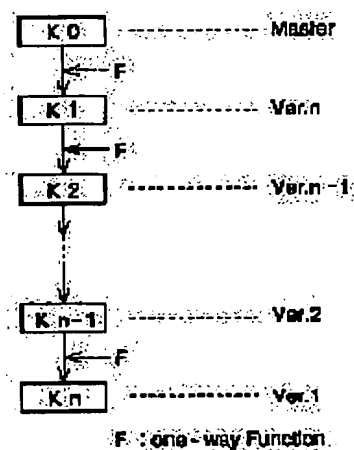 K 0 Master
F
K 1 Ver.n
F
K 2 Ver.n-1
K n-1 Ver.2
F
K n Ver.1
F : one-way Function